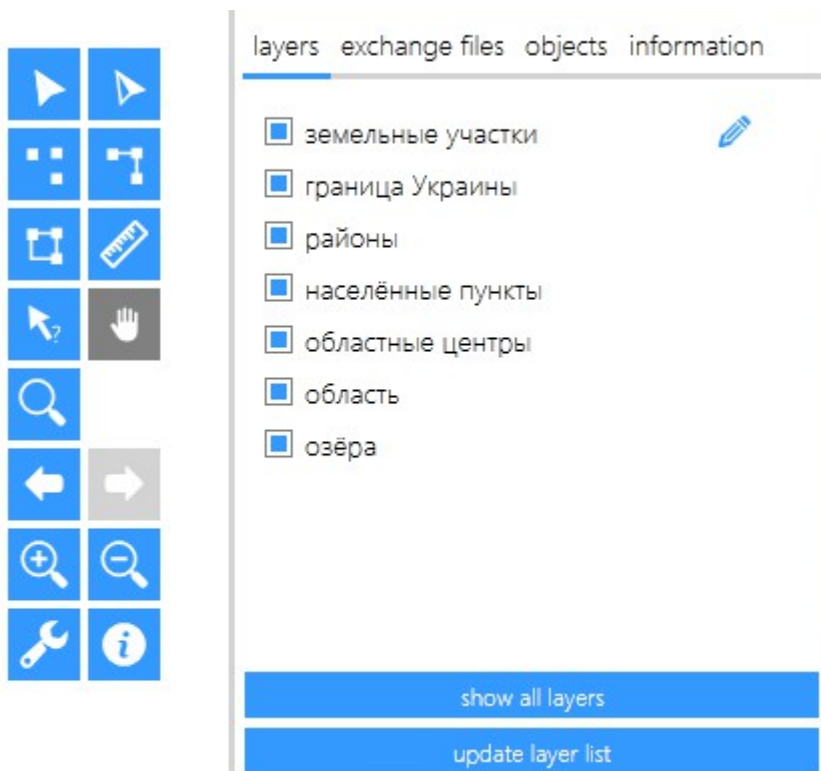 layers exchange files objects information
земельные участки
граница Украины
районы
населённые пункты
областные центры
область
озёра
show all layers
update layer list